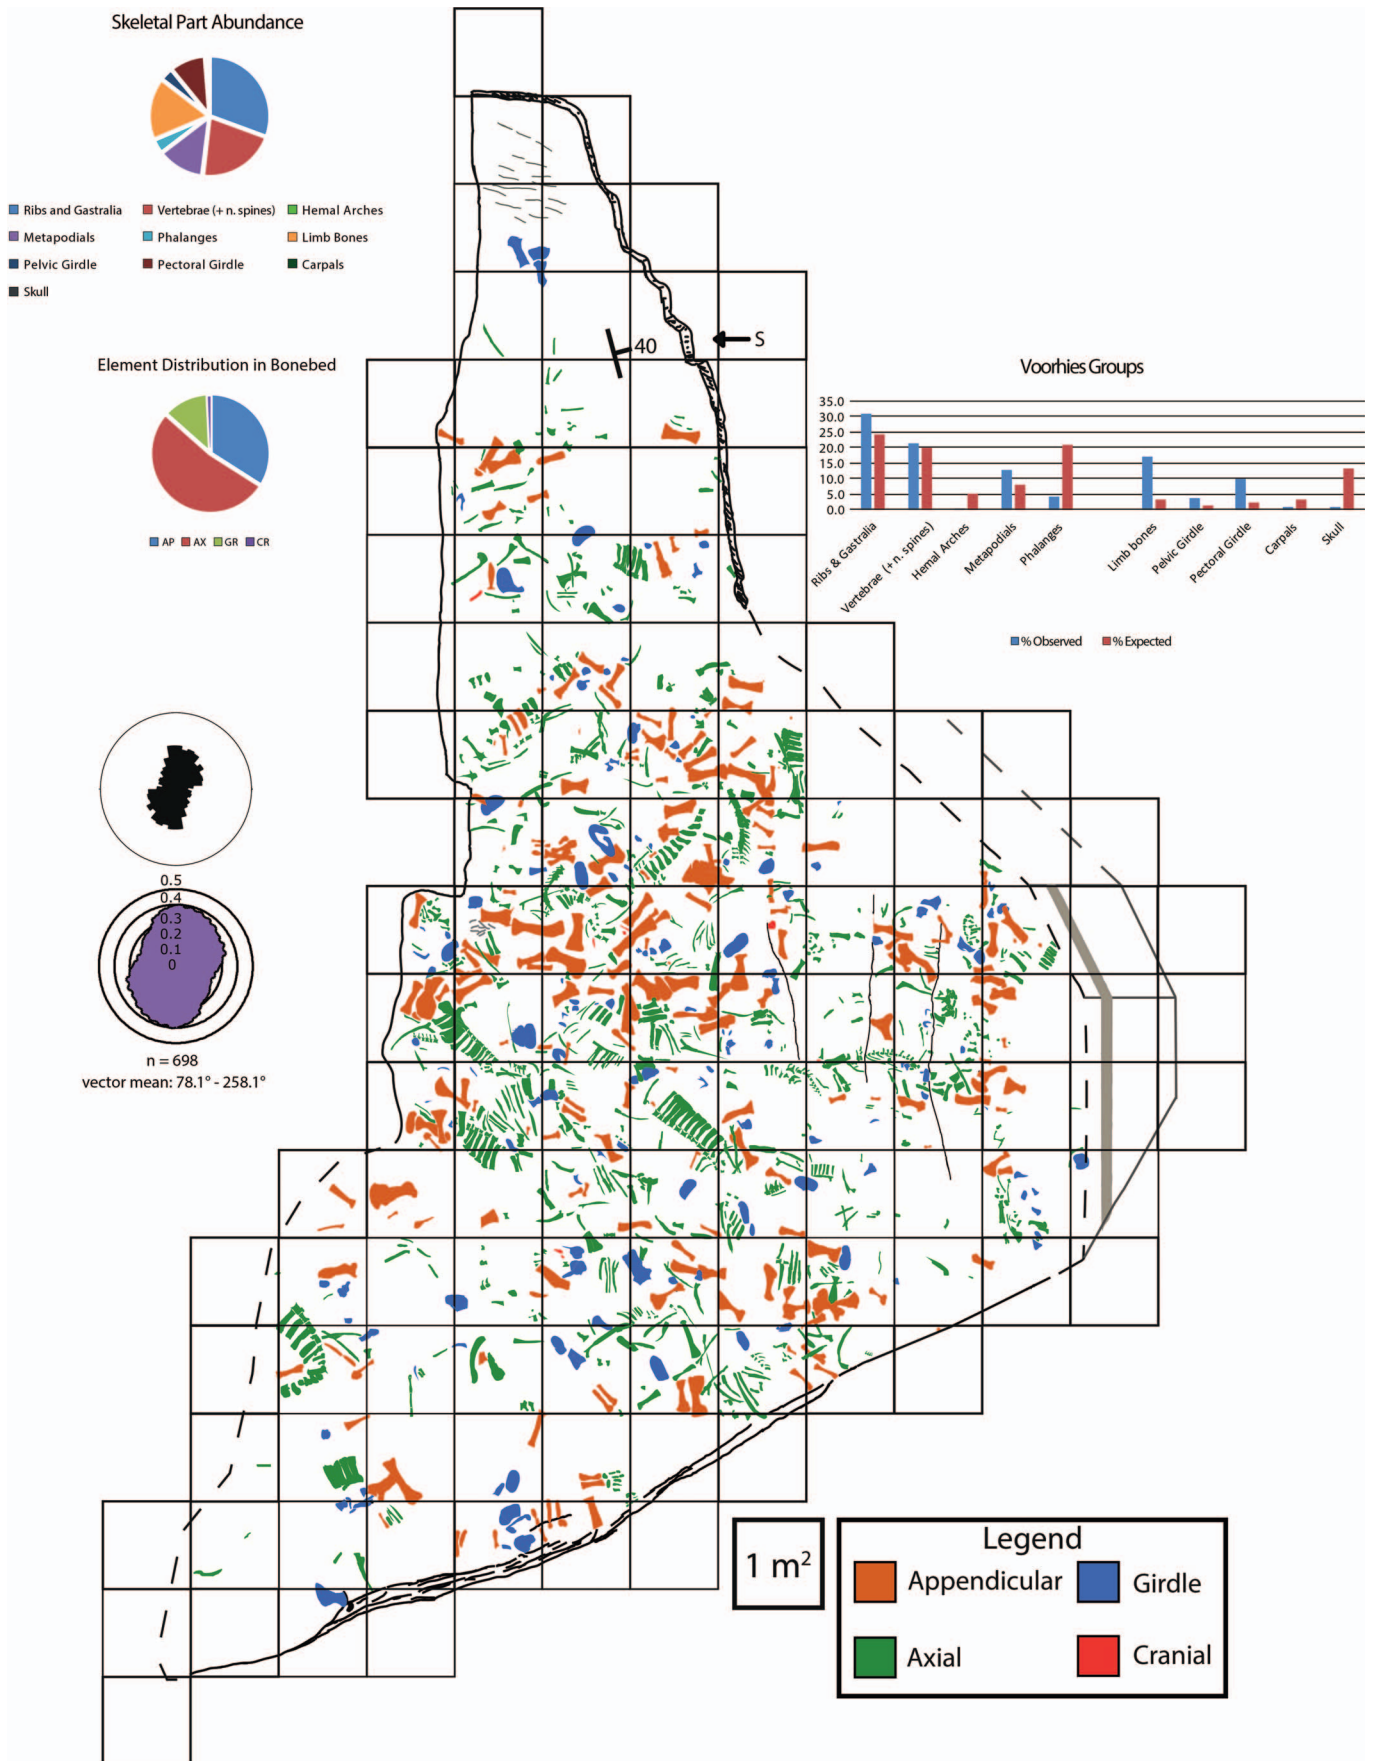 Skeletal Part Abundance
Ribs and Gastralia Vertebrae (+ n. spines) Hemal Arches
Metapodials Phalanges Limb Bones
Pelvic Girdle Pectoral Girdle Carpals
Skull
Element Distribution in Bonebed
AP AX GR CR
40
S
Voorhies Groups
35.0
30.0
25.0
20.0
15.0
10.0
5.0
0.0
Ribs & Gastralia
Vertebrae (+ n. spines)
Hemal Arches
Metapodials
Phalanges
Limb bones
Pelvic Girdle
Pectoral Girdle
Carpals
Skull
% Observed % Expected
0.5
0.4
0.3
0.2
0.1
0
n = 698
vector mean: 78.1° - 258.1°
1 m²
Legend
Appendicular Girdle
Axial Cranial